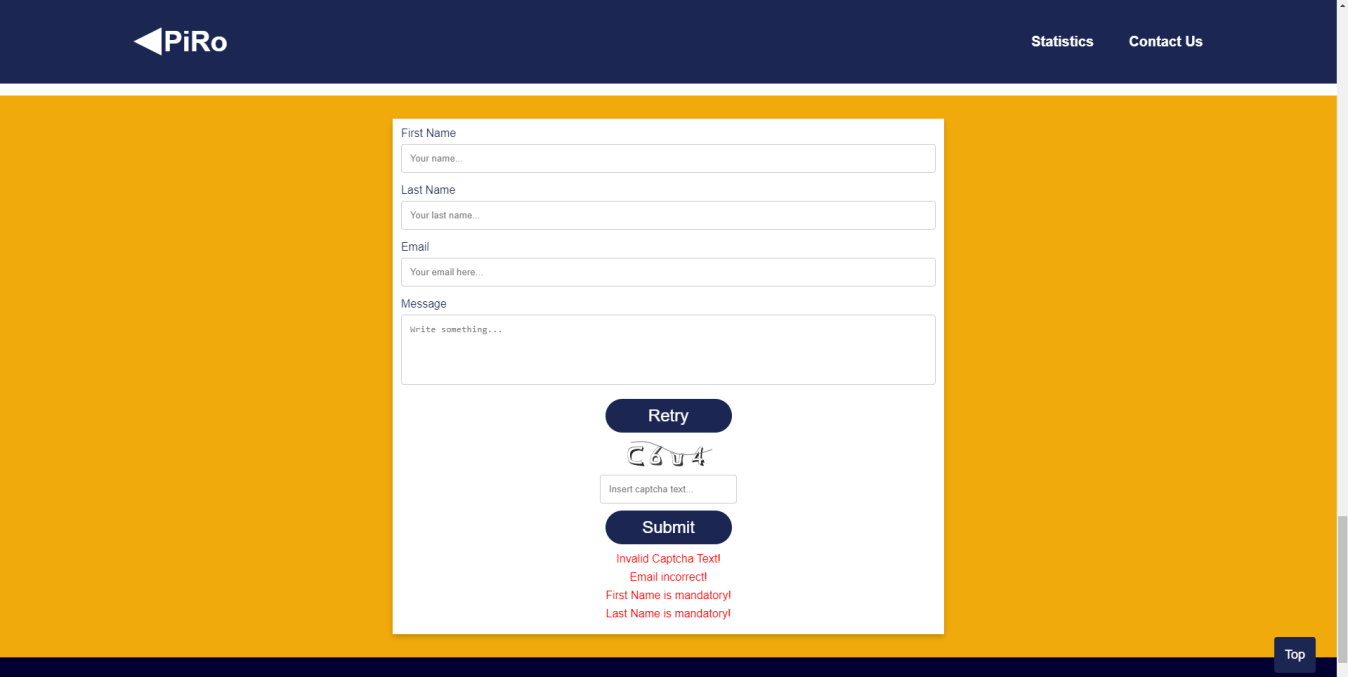 PiRo
Statistics
Contact Us
First Name
Your name...
Last Name
Your last name...
Email
Your email here...
Message
Write something...
Retry
C6u4
Insert captcha text...
Submit
Invalid Captcha Text!
Email incorrect!
First Name is mandatory!
Last Name is mandatory!
Top